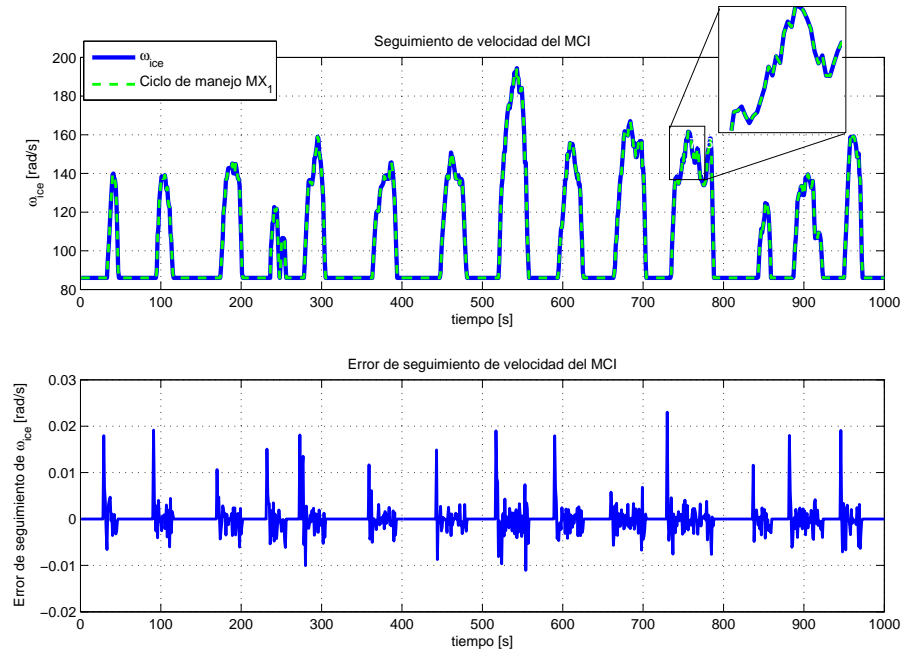 Seguimiento de velocidad del MCI
ω_ice
Ciclo de manejo MX_1
ω_ice [rad/s]
200
180
160
140
120
100
80
0 100 200 300 400 500 600 700 800 900 1000
tiempo [s]
Error de seguimiento de velocidad del MCI
Error de seguimiento de ω_ice [rad/s]
0.03
0.02
0.01
0
−0.01
−0.02
0 100 200 300 400 500 600 700 800 900 1000
tiempo [s]